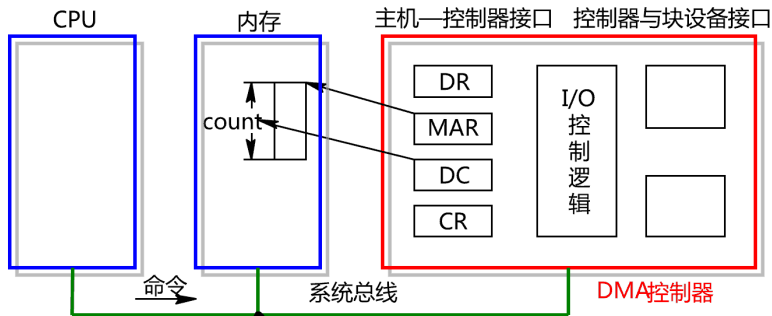 CPU
内存
主机—控制器接口
控制器与块设备接口
count
DR
MAR
DC
CR
I/O
控
制
逻
辑
命令
系统总线
DMA控制器